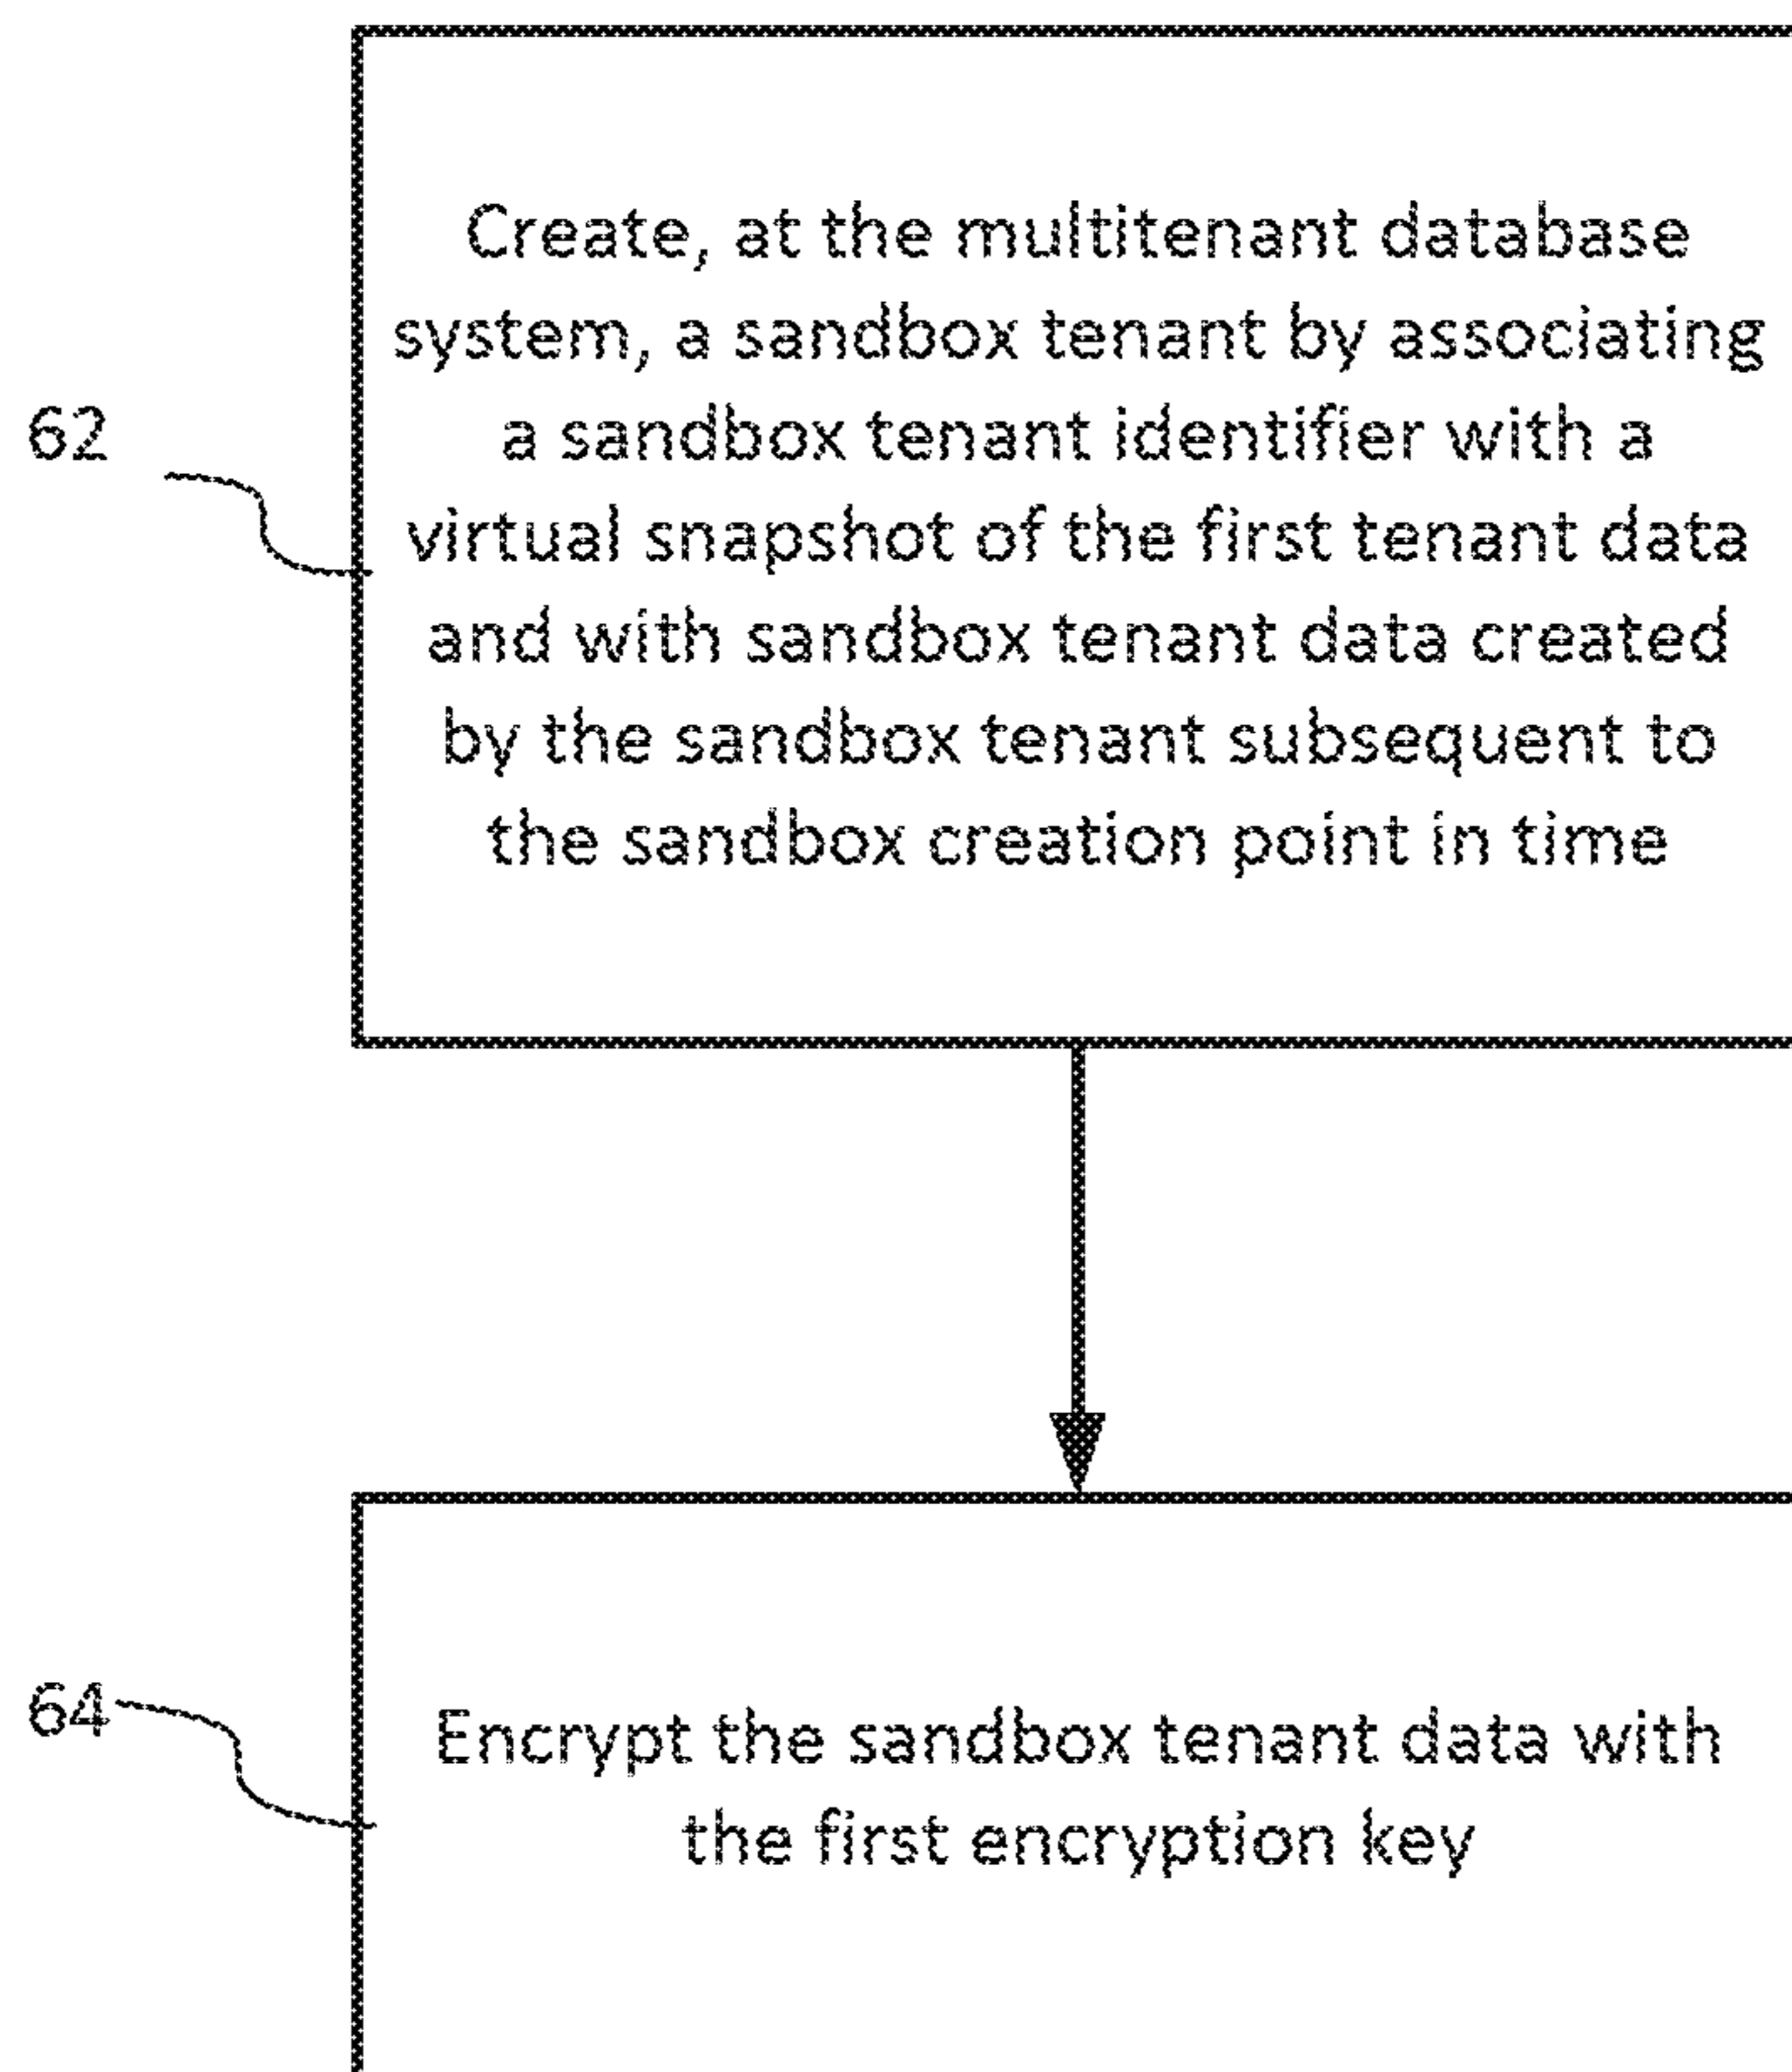 Create, at the multitenant database
system, a sandbox tenant by associating
62
a sandbox tenant identifier with a
virtual snapshot of the first tenant data
and with sandbox tenant data created
by the sandbox tenant subsequent to
the sandbox creation point in time
64
Encrypt the sandbox tenant data with
the first encryption key